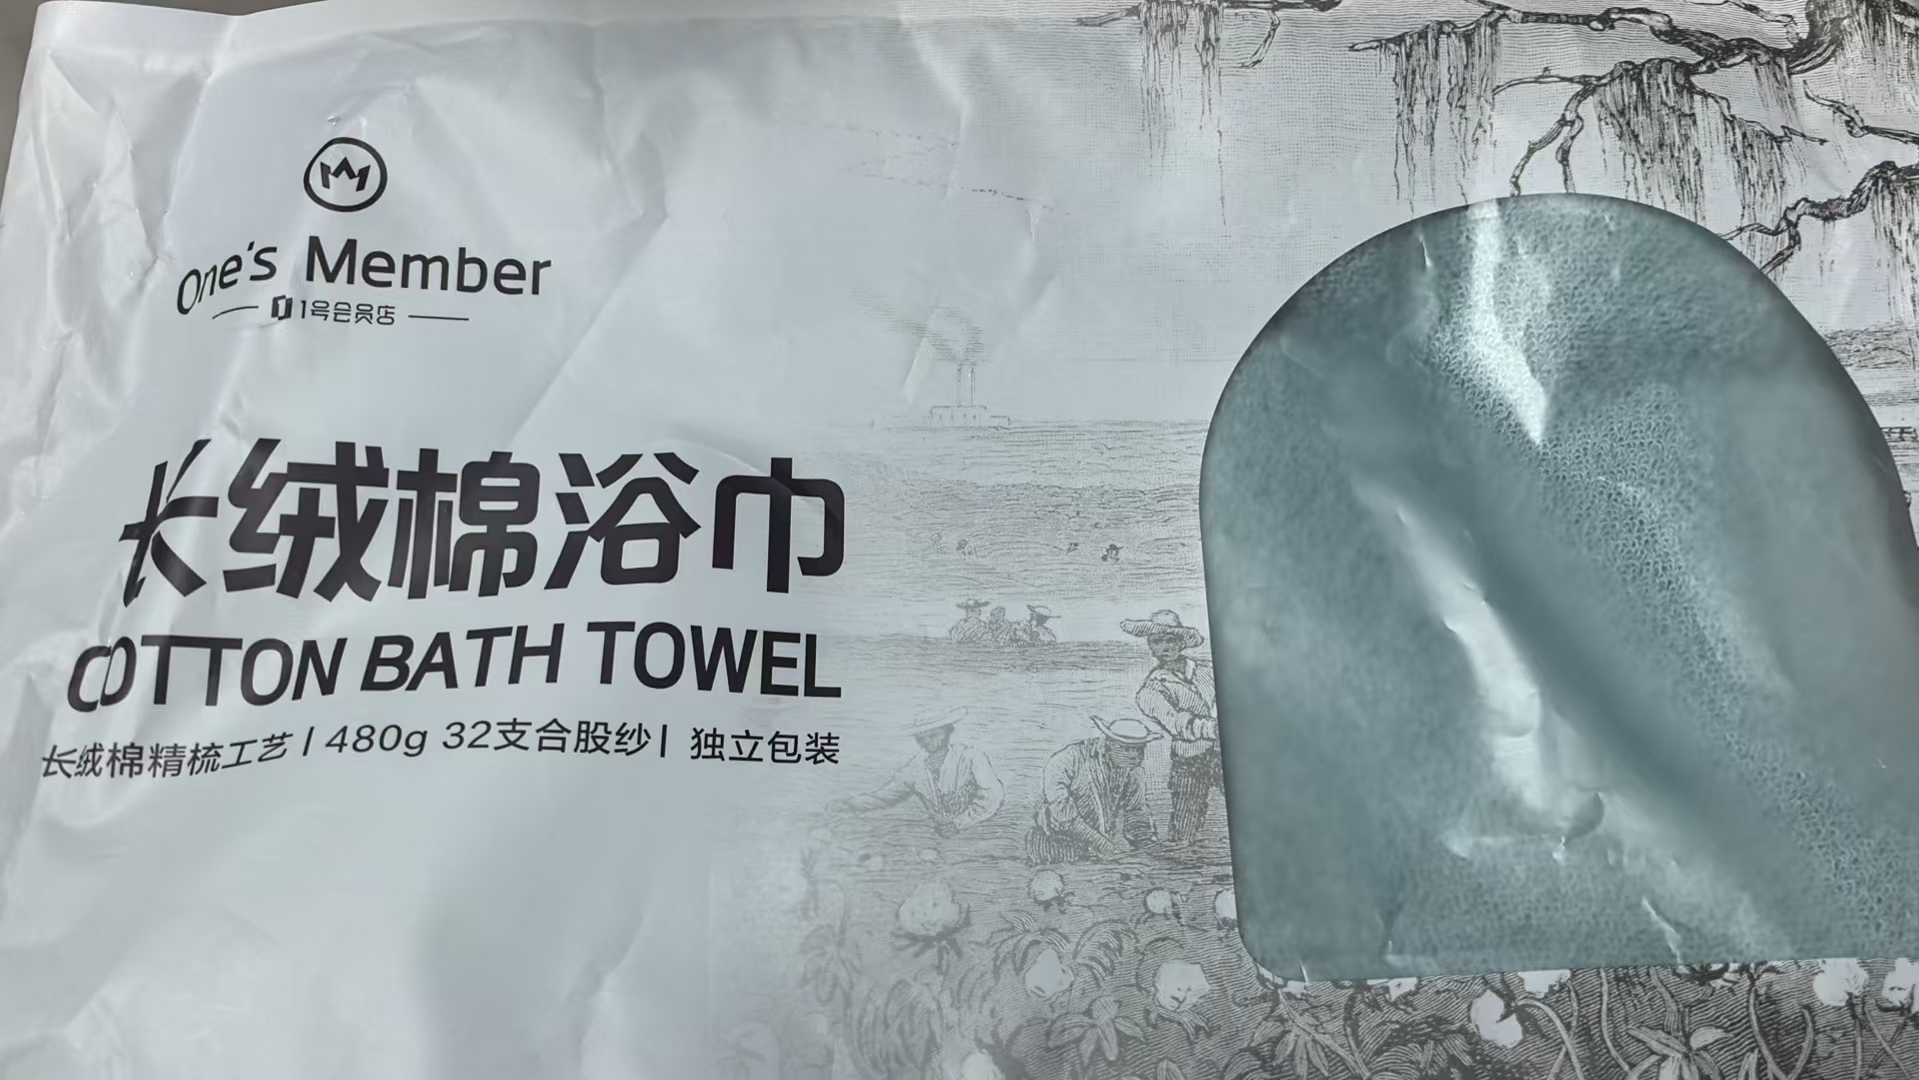 One's Member
1号会员店
长绒棉浴巾
COTTON BATH TOWEL
长绒棉精梳工艺 | 480g 32支合股纱 | 独立包装